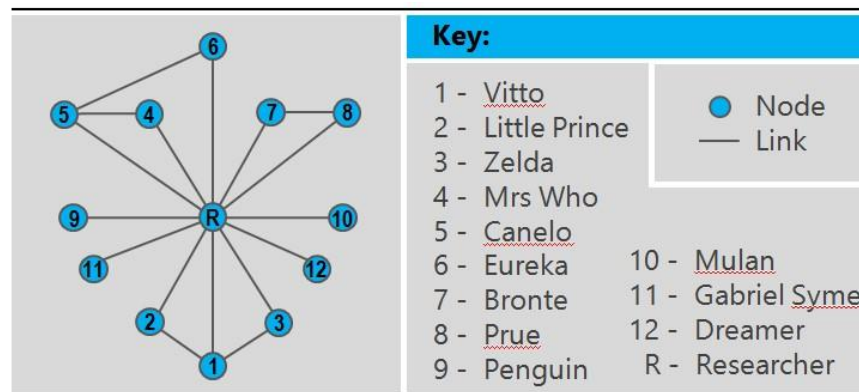 6
5
4
7
8
9
R
10
11
12
2
3
1
Key:
1 - Vitto
2 - Little Prince
3 - Zelda
4 - Mrs Who
5 - Canelo
6 - Eureka
7 - Bronte
8 - Prue
9 - Penguin
10 - Mulan
11 - Gabriel Syme
12 - Dreamer
R - Researcher
Node
Link